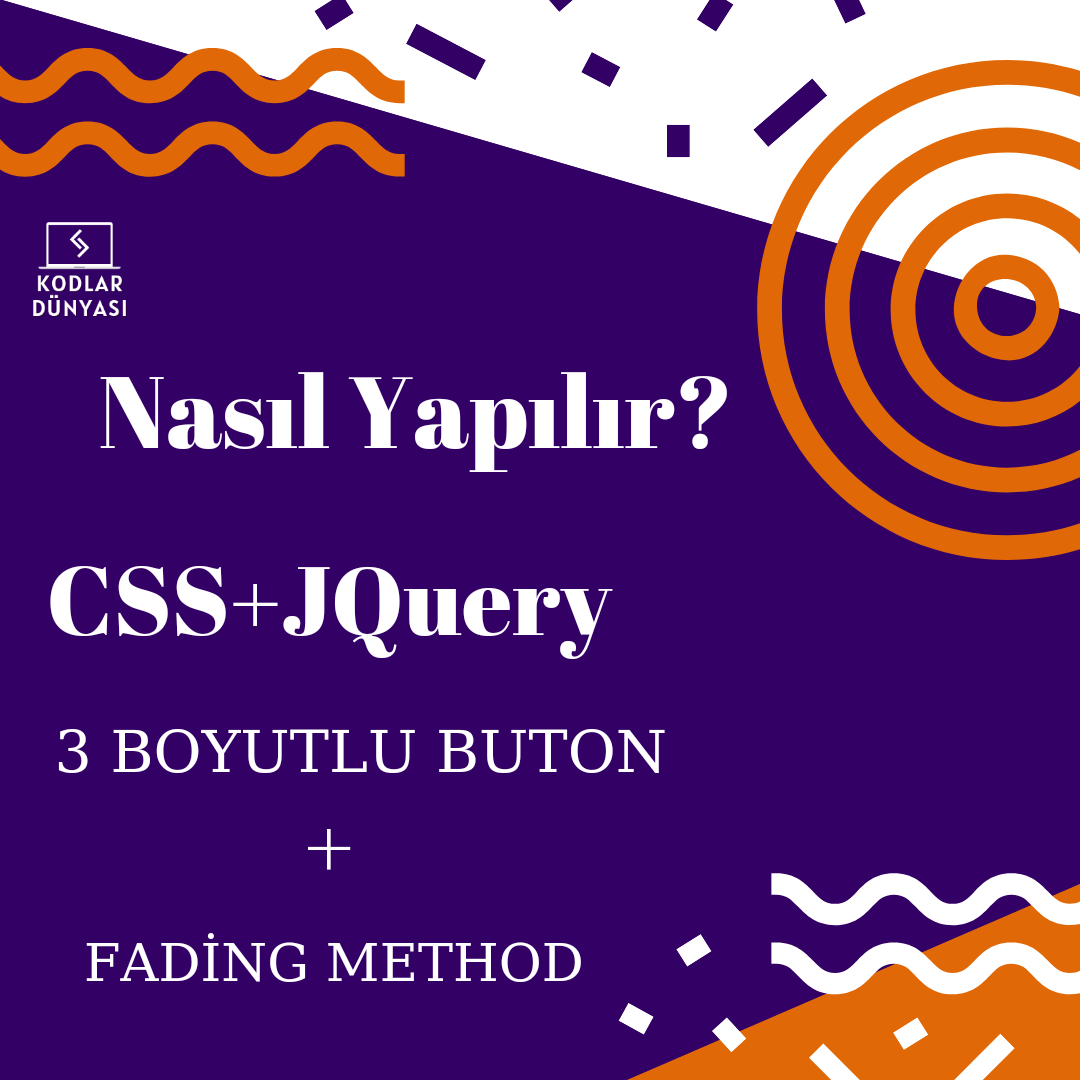 KODLAR
DÜNYASI
Nasıl Yapılır?
CSS+JQuery
3 BOYUTLU BUTON
+
FADİNG METHOD